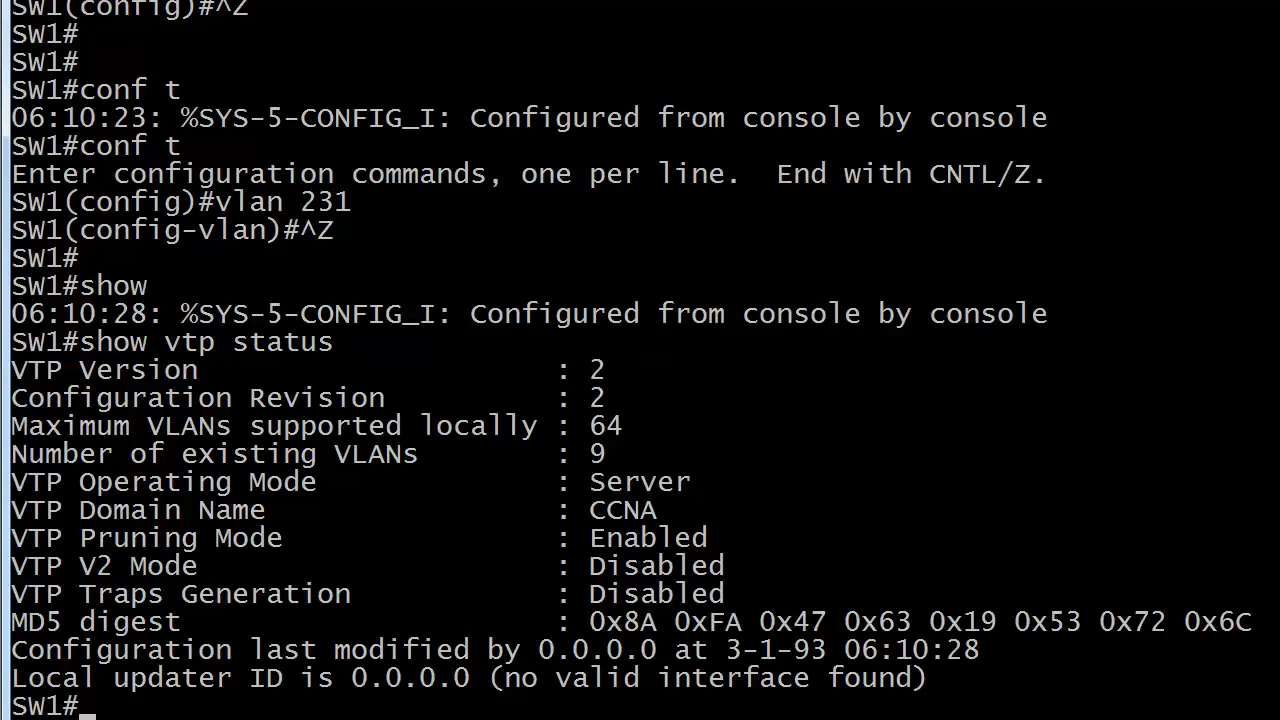 SW1(config)#^Z
SW1#
SW1#
SW1#conf t
06:10:23: %SYS-5-CONFIG_I: Configured from console by console
SW1#conf t
Enter configuration commands, one per line.  End with CNTL/Z.
SW1(config)#vlan 231
SW1(config-vlan)#^Z
SW1#
SW1#show
06:10:28: %SYS-5-CONFIG_I: Configured from console by console
SW1#show vtp status
VTP Version                     : 2
Configuration Revision          : 2
Maximum VLANs supported locally : 64
Number of existing VLANs        : 9
VTP Operating Mode              : Server
VTP Domain Name                 : CCNA
VTP Pruning Mode                : Enabled
VTP V2 Mode                     : Disabled
VTP Traps Generation            : Disabled
MD5 digest                      : 0x8A 0xFA 0x47 0x63 0x19 0x53 0x72 0x6C
Configuration last modified by 0.0.0.0 at 3-1-93 06:10:28
Local updater ID is 0.0.0.0 (no valid interface found)
SW1#